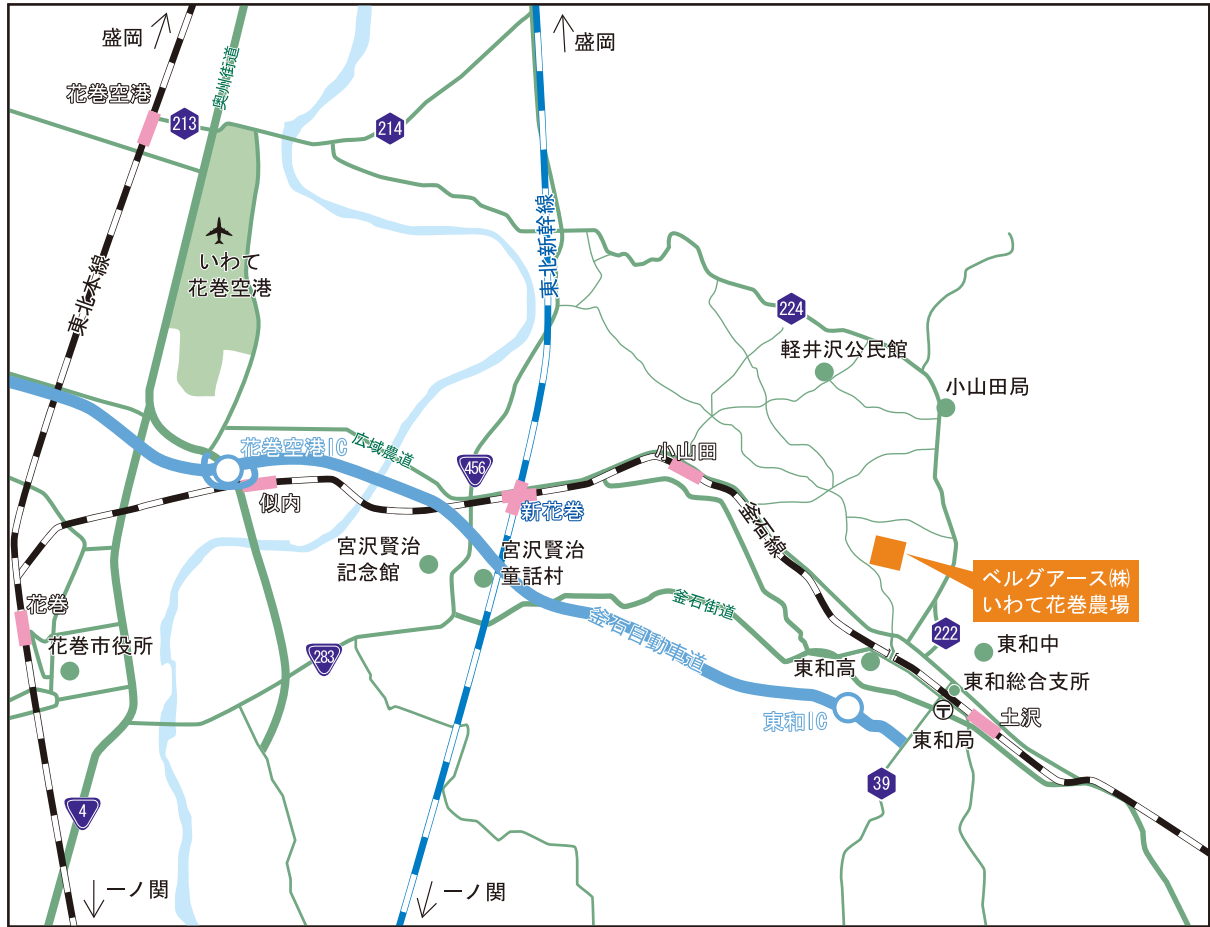 盛岡
盛岡
花巻空港
奥州街道
213
214
いわて
花巻空港
東北本線
東北新幹線
224
軽井沢公民館
小山田局
花巻空港IC
広域農道
456
小山田
似内
新花巻
釜石線
宮沢賢治
記念館
宮沢賢治
童話村
ベルグアース㈱
いわて花巻農場
花巻
花巻市役所
釜石街道
釜石自動車道
283
222
東和中
東和高
東和総合支所
〒
東和IC
東和局
土沢
39
4
一ノ関
一ノ関